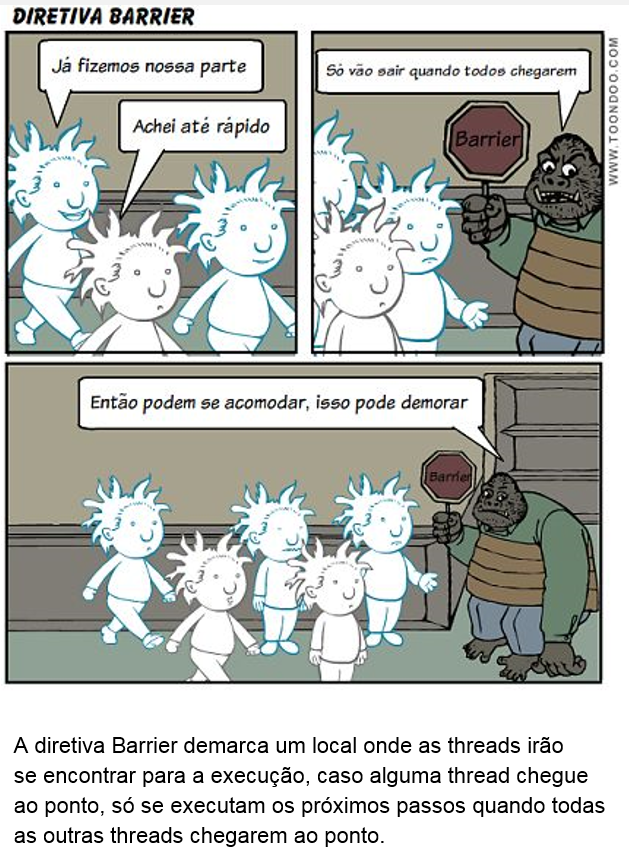 DIRETIVA BARRIER
Já fizemos nossa parte
Achei até rápido
Só vão sair quando todos chegarem
Barrier
WWW.TOONDOO.COM
Então podem se acomodar, isso pode demorar
Barrier
A diretiva Barrier demarca um local onde as threads irão
se encontrar para a execução, caso alguma thread chegue
ao ponto, só se executam os próximos passos quando todas
as outras threads chegarem ao ponto.